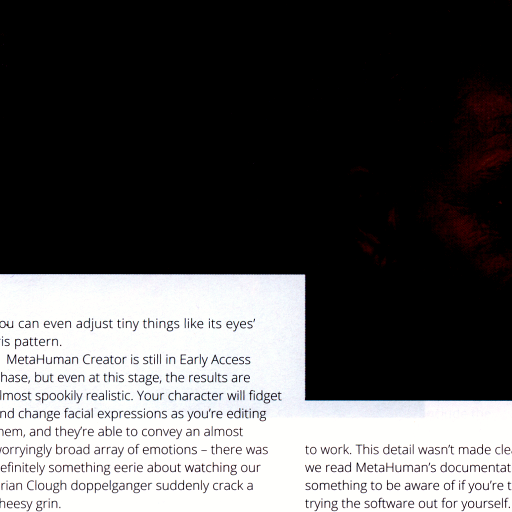 ou can even adjust tiny things like its eyes'
is pattern.
MetaHuman Creator is still in Early Access
hase, but even at this stage, the results are
lmost spookily realistic. Your character will fidget
nd change facial expressions as you're editing
hem, and they're able to convey an almost
orryingly broad array of emotions – there was
efinitely something eerie about watching our
rian Clough doppelganger suddenly crack a
heesy grin.
to work. This detail wasn't made cle
we read MetaHuman's documentat
something to be aware of if you're t
trying the software out for yourself.